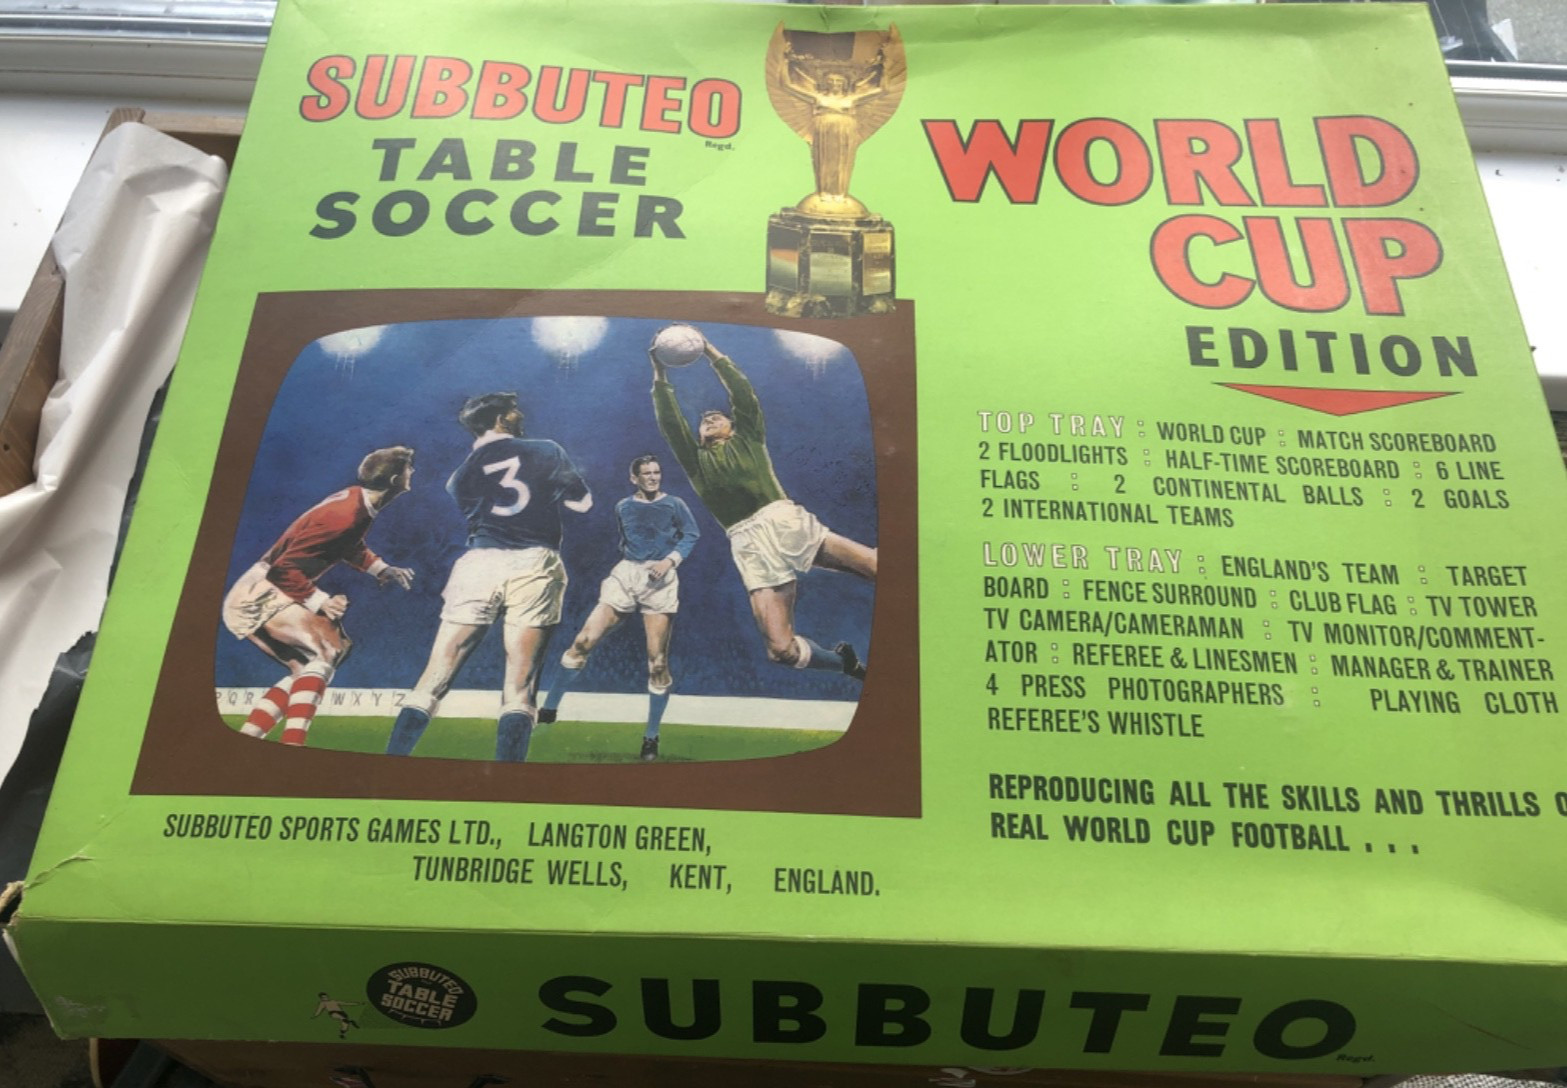 SUBBUTEO
Regd.
TABLE
SOCCER
WORLD
CUP
EDITION
TOP TRAY : WORLD CUP : MATCH SCOREBOARD
2 FLOODLIGHTS : HALF-TIME SCOREBOARD : 6 LINE
FLAGS : 2 CONTINENTAL BALLS : 2 GOALS
2 INTERNATIONAL TEAMS
LOWER TRAY : ENGLAND'S TEAM : TARGET
BOARD : FENCE SURROUND : CLUB FLAG : TV TOWER
TV CAMERA/CAMERAMAN : TV MONITOR/COMMENT-
ATOR : REFEREE & LINESMEN : MANAGER & TRAINER
4 PRESS PHOTOGRAPHERS : PLAYING CLOTH
REFEREE'S WHISTLE
REPRODUCING ALL THE SKILLS AND THRILLS
REAL WORLD CUP FOOTBALL . . .
3
P Q R W X Y Z
SUBBUTEO SPORTS GAMES LTD., LANGTON GREEN,
TUNBRIDGE WELLS, KENT, ENGLAND.
SUBBUTEO
TABLE
SOCCER
SUBBUTEO
Regd.